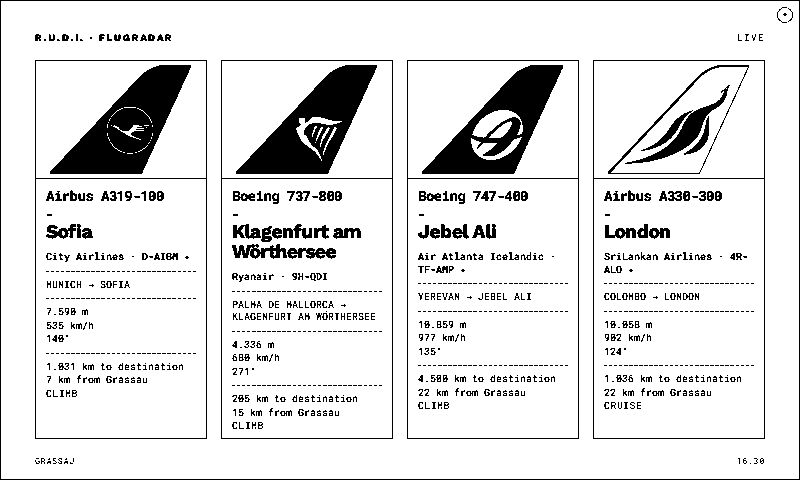 R.U.D.I. · FLUGRADAR
LIVE
Airbus A319-100
-
Sofia
City Airlines · D-AIBM ✦
MUNICH → SOFIA
7.590 m
535 km/h
140°
1.031 km to destination
7 km from Grassau
CLIMB
Boeing 737-800
-
Klagenfurt am
Wörthersee
Ryanair · 9H-QDI
PALMA DE MALLORCA →
KLAGENFURT AM WÖRTHERSEE
4.336 m
680 km/h
271°
205 km to destination
15 km from Grassau
CLIMB
Boeing 747-400
-
Jebel Ali
Air Atlanta Icelandic ·
TF-AMP ✦
YEREVAN → JEBEL ALI
10.859 m
977 km/h
135°
4.500 km to destination
22 km from Grassau
CLIMB
Airbus A330-300
-
London
SriLankan Airlines · 4R-
ALO ✦
COLOMBO → LONDON
10.058 m
902 km/h
124°
1.036 km to destination
22 km from Grassau
CRUISE
GRASSAU
16.30